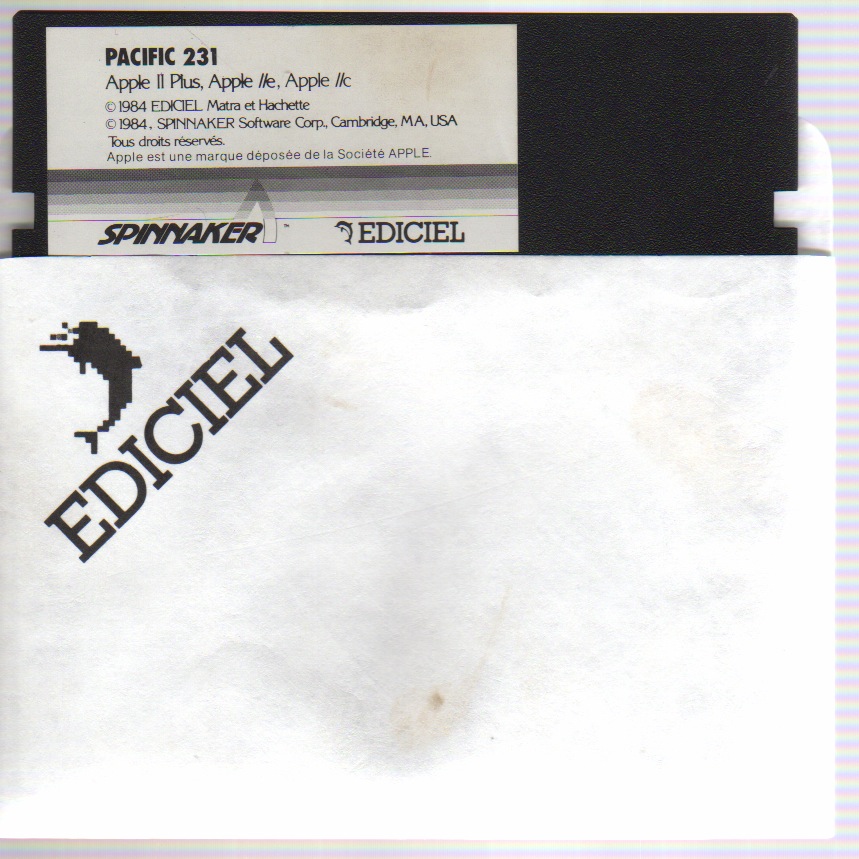 PACIFIC 231
Apple II Plus, Apple //e, Apple //c
© 1984 EDICIEL Matra et Hachette
© 1984, SPINNAKER Software Corp., Cambridge, MA, USA
Tous droits réservés.
Apple est une marque déposée de la Société APPLE.
SPINNAKER™ EDICIEL
EDICIEL